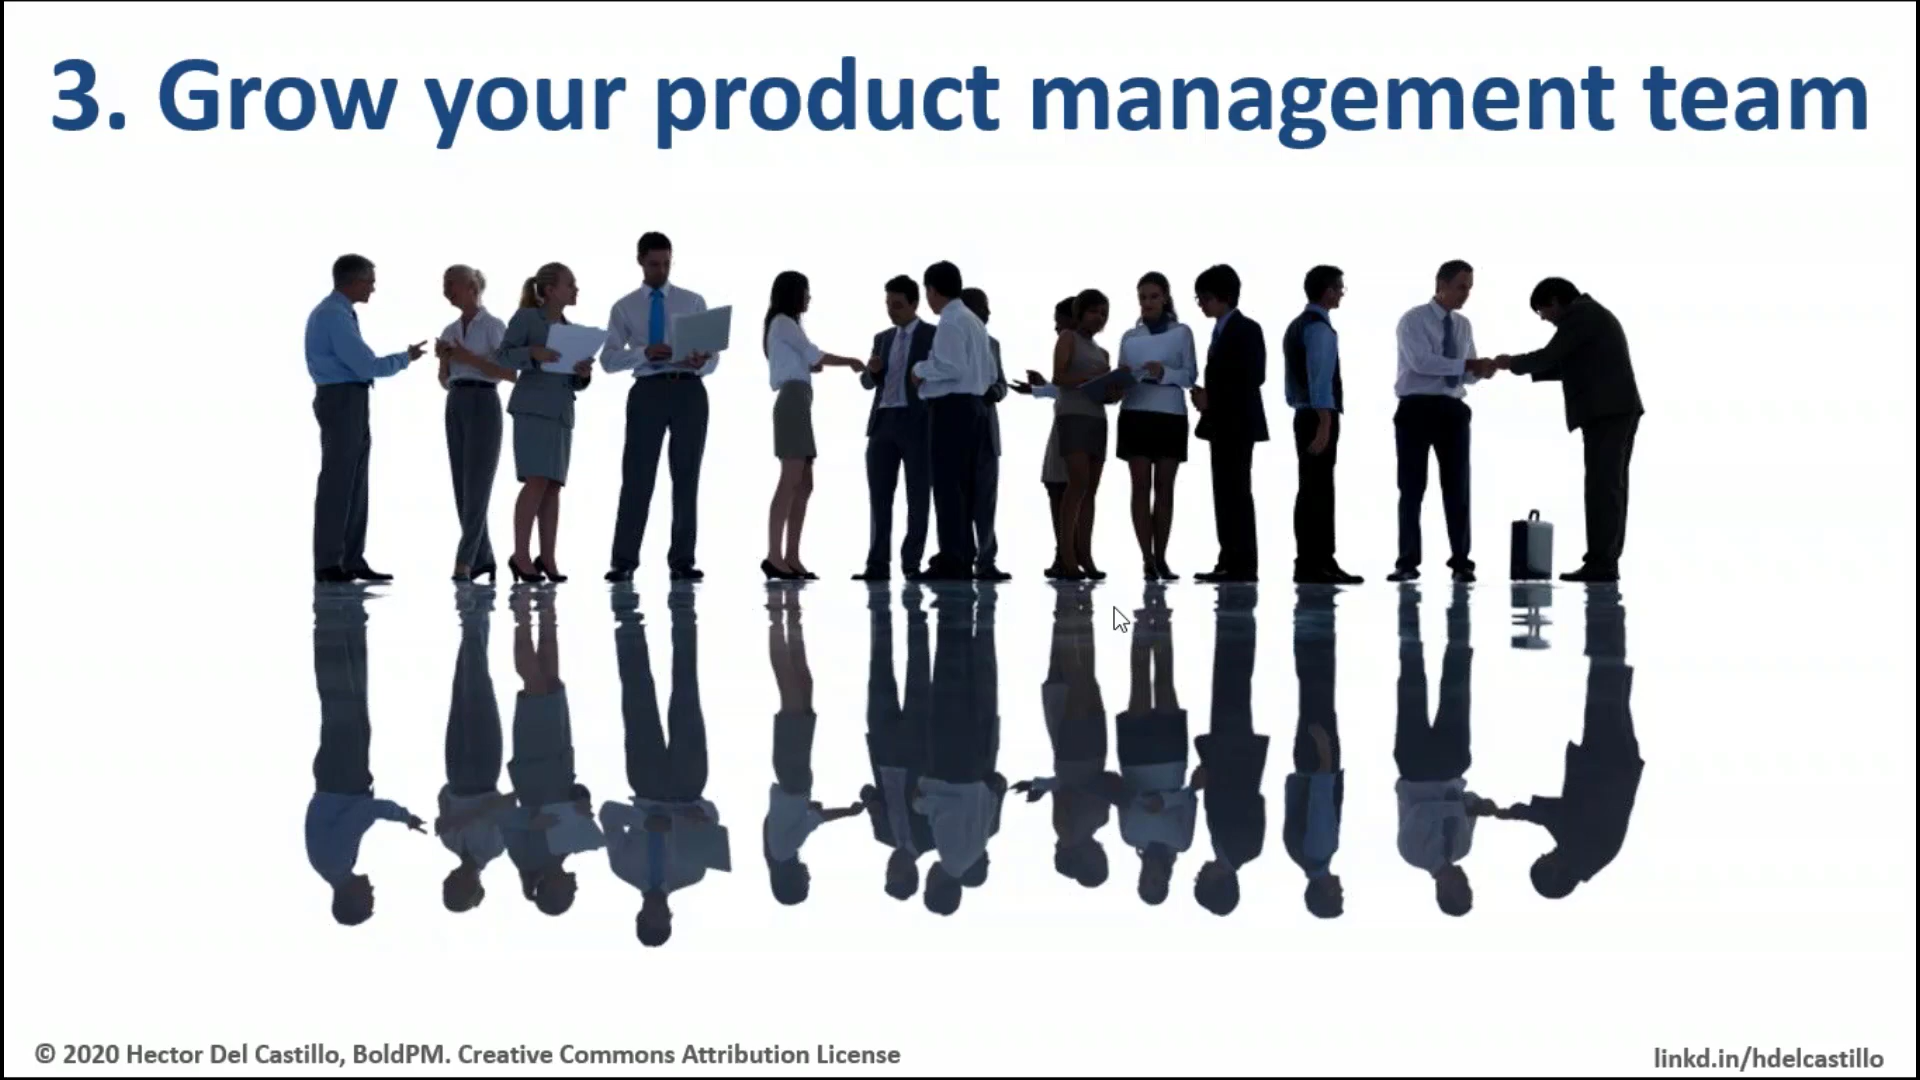 3. Grow your product management team
© 2020 Hector Del Castillo, BoldPM. Creative Commons Attribution License
linkd.in/hdelcastillo